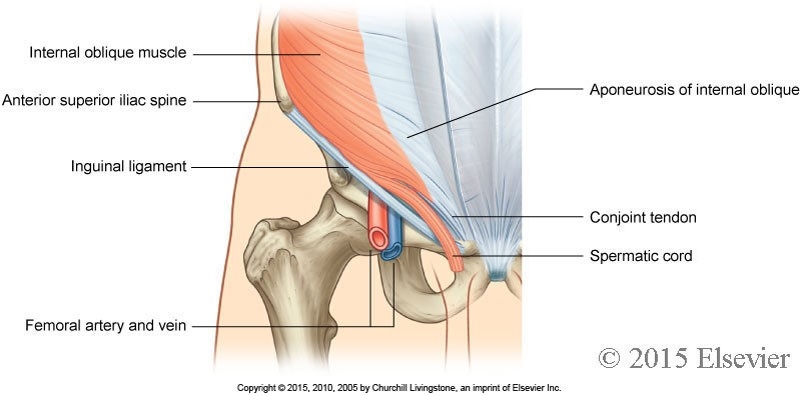 Internal oblique muscle
Anterior superior iliac spine
Inguinal ligament
Femoral artery and vein
Aponeurosis of internal oblique
Conjoint tendon
Spermatic cord
© 2015 Elsevier
Copyright © 2015, 2010, 2005 by Churchill Livingstone, an imprint of Elsevier Inc.